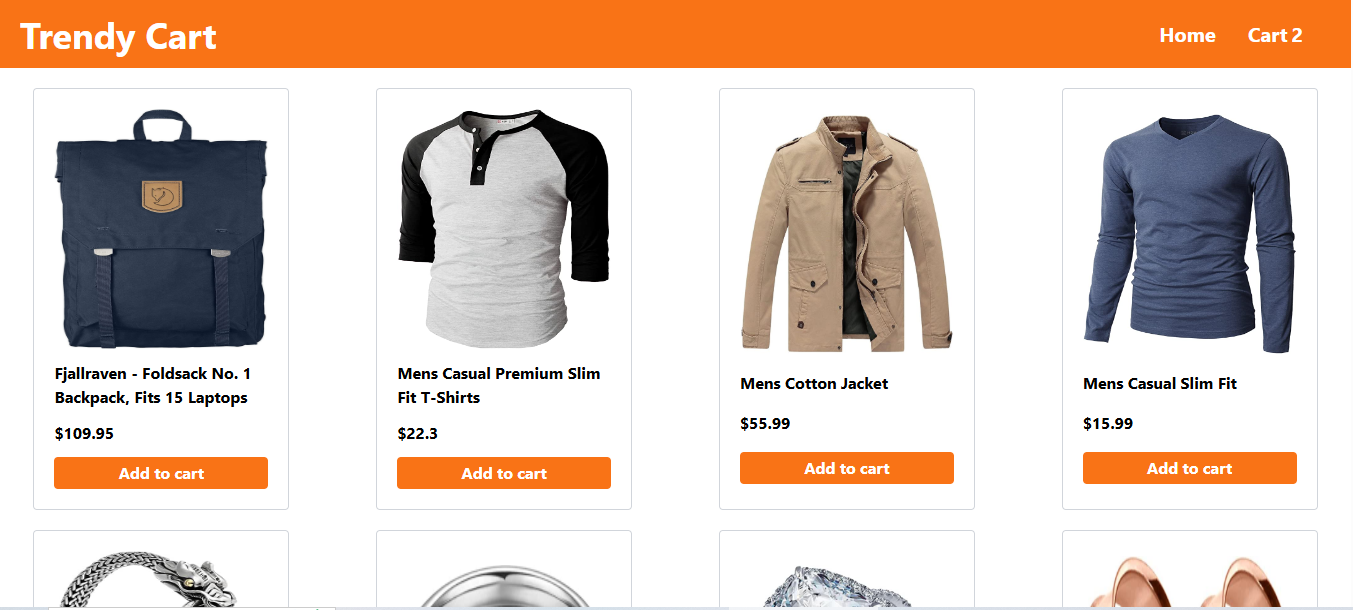 Trendy Cart
Home
Cart 2
Fjallraven - Foldsack No. 1
Backpack, Fits 15 Laptops
$109.95
Add to cart
Mens Casual Premium Slim
Fit T-Shirts
$22.3
Add to cart
Mens Cotton Jacket
$55.99
Add to cart
Mens Casual Slim Fit
$15.99
Add to cart